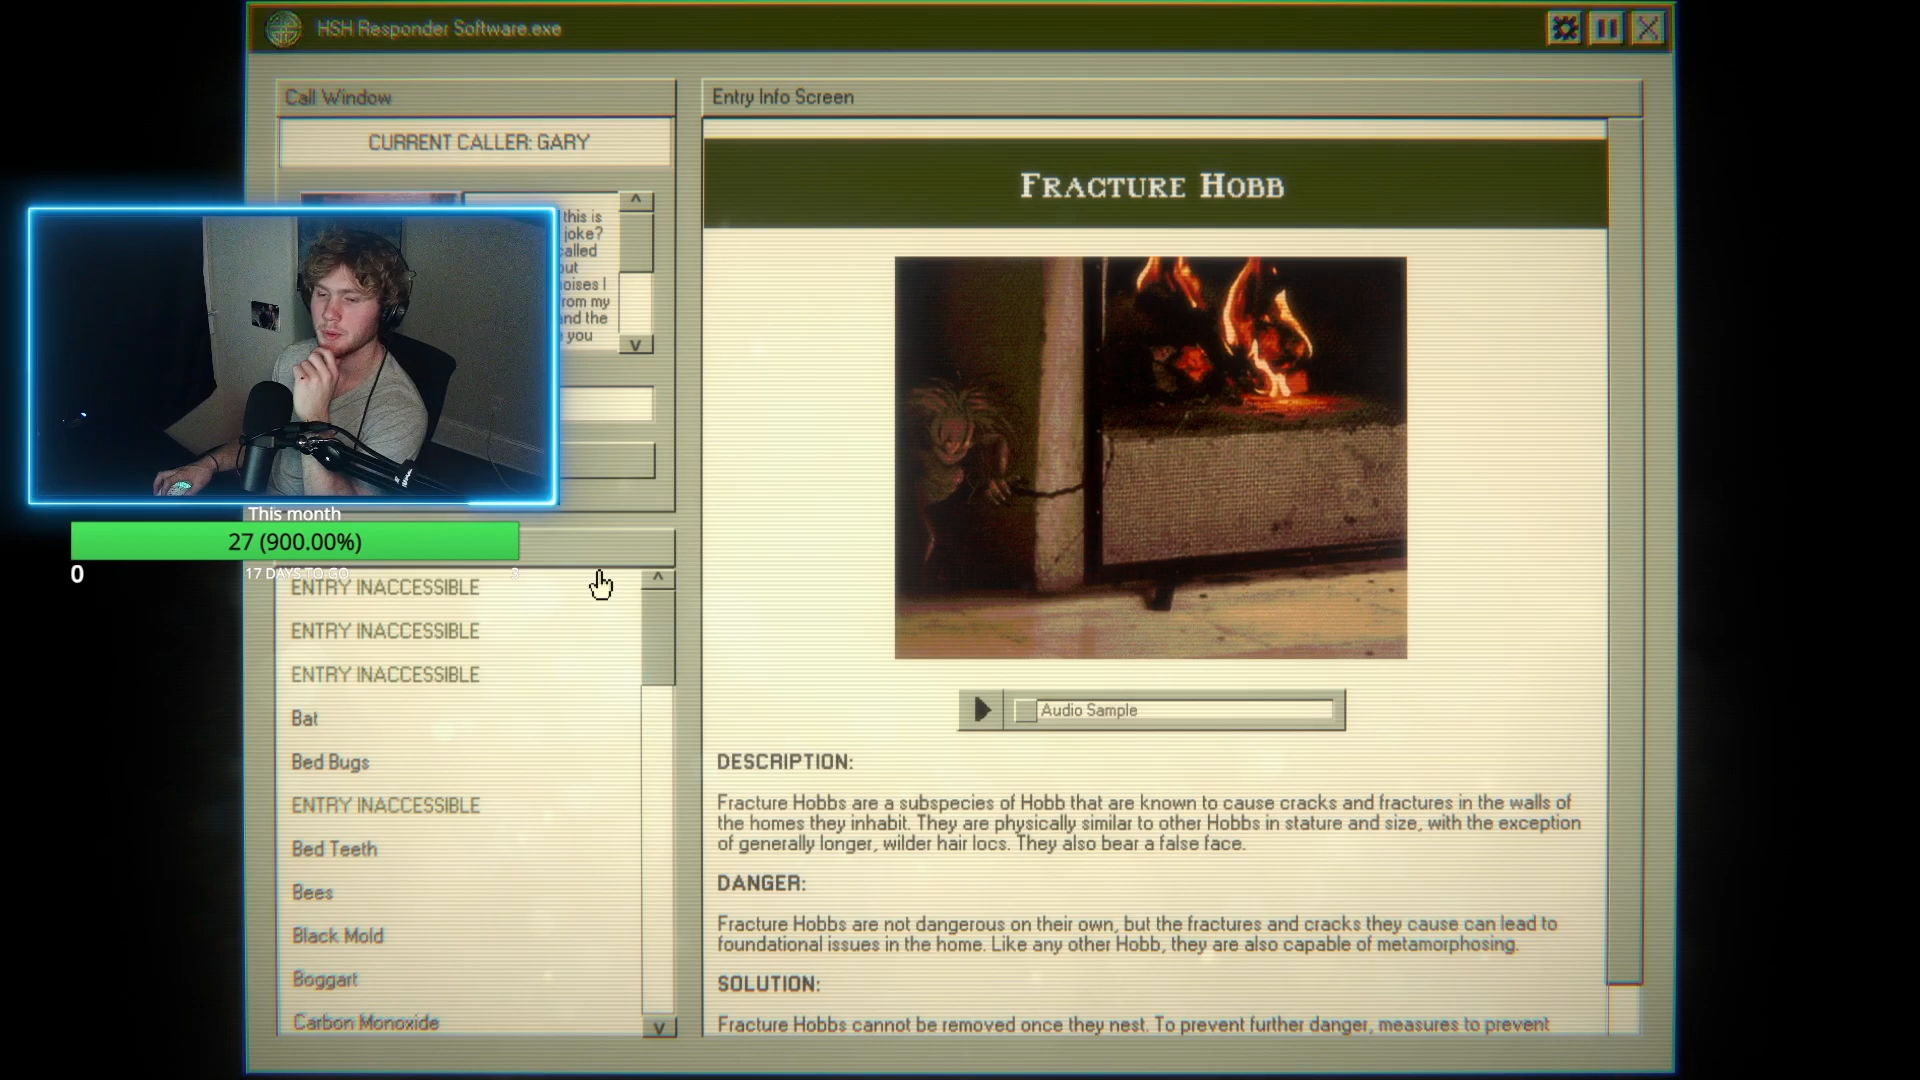 HSH Responder Software.exe
Call Window
CURRENT CALLER: GARY
this is
joke?
called
out
noises I
from my
and the
you
This month
27 (900.00%)
0
17 DAYS TO GO
3
ENTRY INACCESSIBLE
ENTRY INACCESSIBLE
ENTRY INACCESSIBLE
Bat
Bed Bugs
ENTRY INACCESSIBLE
Bed Teeth
Bees
Black Mold
Boggart
Carbon Monoxide
Entry Info Screen
FRACTURE HOBB
Audio Sample
DESCRIPTION:
Fracture Hobbs are a subspecies of Hobb that are known to cause cracks and fractures in the walls of
the homes they inhabit. They are physically similar to other Hobbs in stature and size, with the exception
of generally longer, wilder hair locs. They also bear a false face.
DANGER:
Fracture Hobbs are not dangerous on their own, but the fractures and cracks they cause can lead to
foundational issues in the home. Like any other Hobb, they are also capable of metamorphosing.
SOLUTION:
Fracture Hobbs cannot be removed once they nest. To prevent further danger, measures to prevent